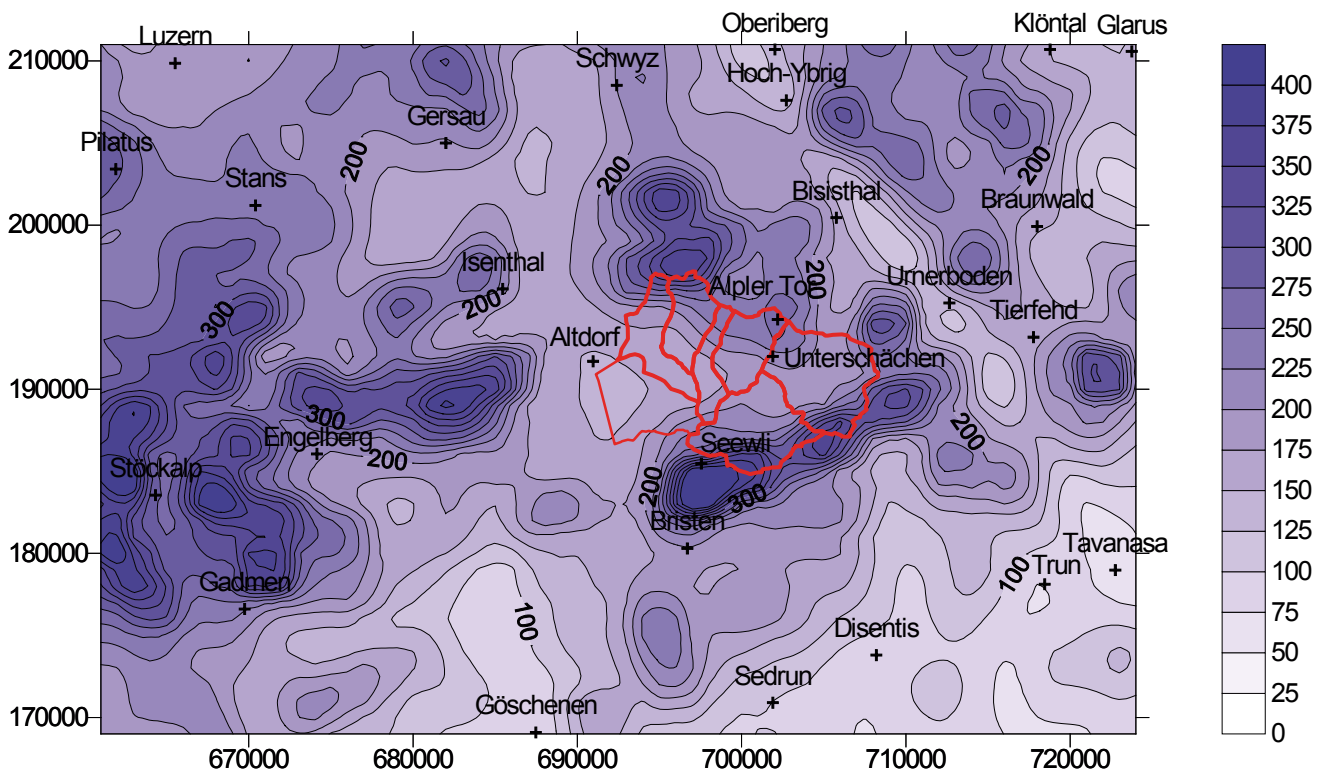 Luzern
Oberiberg
Klöntal
Glarus
210000
Schwyz
Hoch-Ybrig
400
375
Gersau
Pilatus
200
350
200
Stans
200
Bisisthal
Braunwald
325
200000
300
Isenthal
200
Urnerboden
275
200
Alpler Tor
300
Tierfehd
250
Altdorf
Unterschächen
225
190000
200
300
200
Engelberg
Seewli
175
200
Stöckalp
200
300
150
Bristen
125
180000
Tavanasa
100
Trun
100
Gadmen
75
100
Disentis
50
Sedrun
25
Göschenen
170000
0
670000
680000
690000
700000
710000
720000